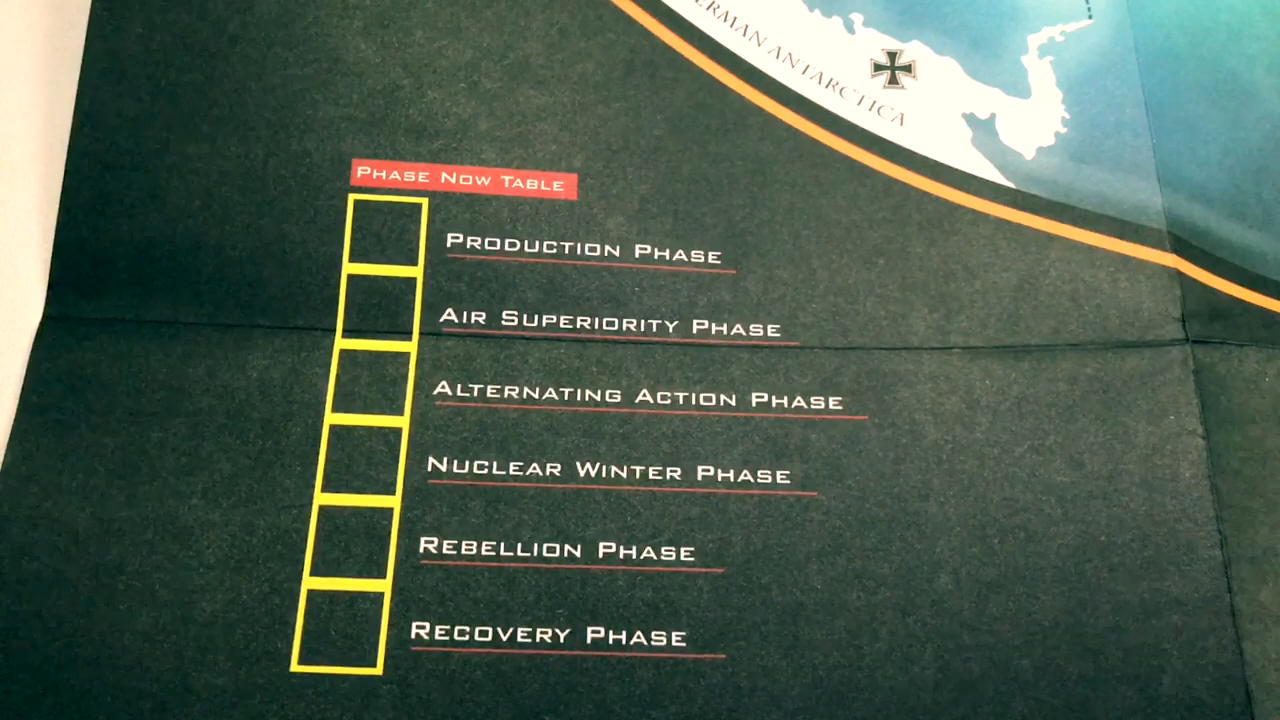 ERMAN ANTARCTICA
PHASE NOW TABLE
PRODUCTION PHASE
AIR SUPERIORITY PHASE
ALTERNATING ACTION PHASE
NUCLEAR WINTER PHASE
REBELLION PHASE
RECOVERY PHASE